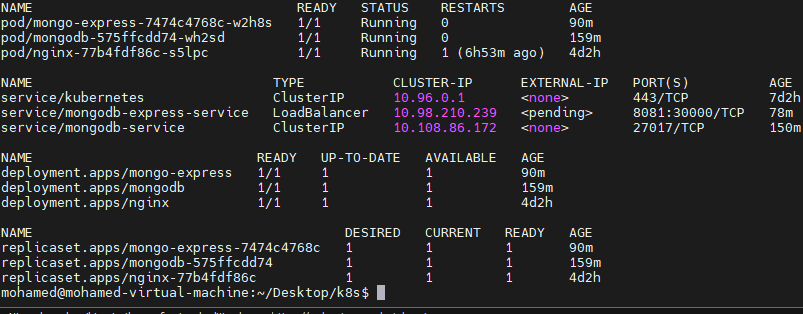 NAME READY STATUS RESTARTS AGE
pod/mongo-express-7474c4768c-w2h8s 1/1 Running 0 90m
pod/mongodb-575ffcdd74-wh2sd 1/1 Running 0 159m
pod/nginx-77b4fdf86c-s5lpc 1/1 Running 1 (6h53m ago) 4d2h
NAME TYPE CLUSTER-IP EXTERNAL-IP PORT(S) AGE
service/kubernetes ClusterIP 10.96.0.1 <none> 443/TCP 7d2h
service/mongodb-express-service LoadBalancer 10.98.210.239 <pending> 8081:30000/TCP 78m
service/mongodb-service ClusterIP 10.108.86.172 <none> 27017/TCP 150m
NAME READY UP-TO-DATE AVAILABLE AGE
deployment.apps/mongo-express 1/1 1 1 90m
deployment.apps/mongodb 1/1 1 1 159m
deployment.apps/nginx 1/1 1 1 4d2h
NAME DESIRED CURRENT READY AGE
replicaset.apps/mongo-express-7474c4768c 1 1 1 90m
replicaset.apps/mongodb-575ffcdd74 1 1 1 159m
replicaset.apps/nginx-77b4fdf86c 1 1 1 4d2h
mohamed@mohamed-virtual-machine:~/Desktop/k8s$